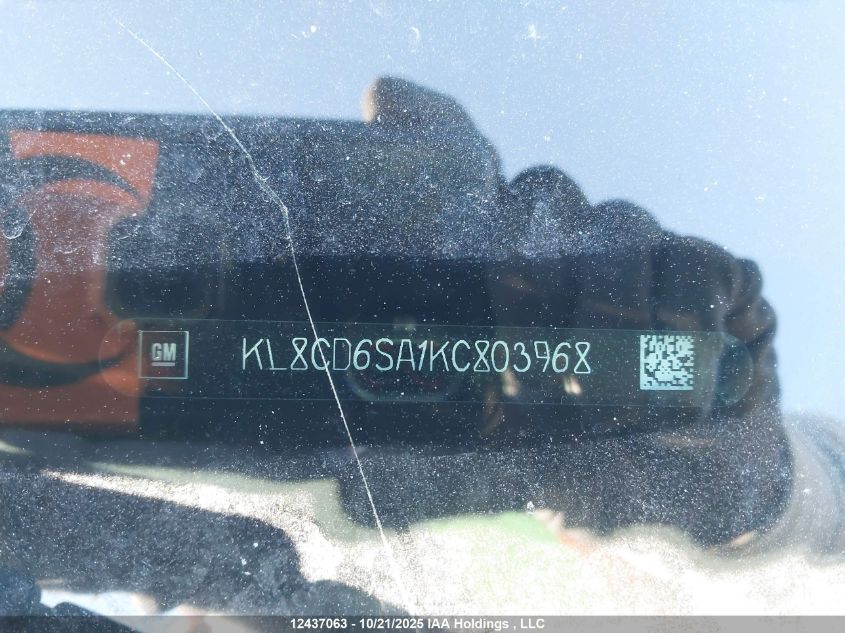 GM KL8CD6SA1KC803968
12437063 - 10/21/2025 IAA Holdings , LLC